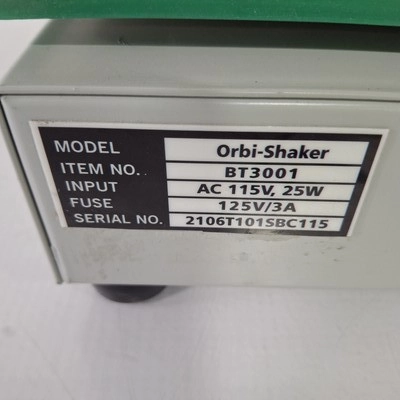 MODEL Orbi-Shaker
ITEM NO. BT3001
INPUT AC 115V, 25W
FUSE 125V/3A
SERIAL NO. 2106T101SBC115